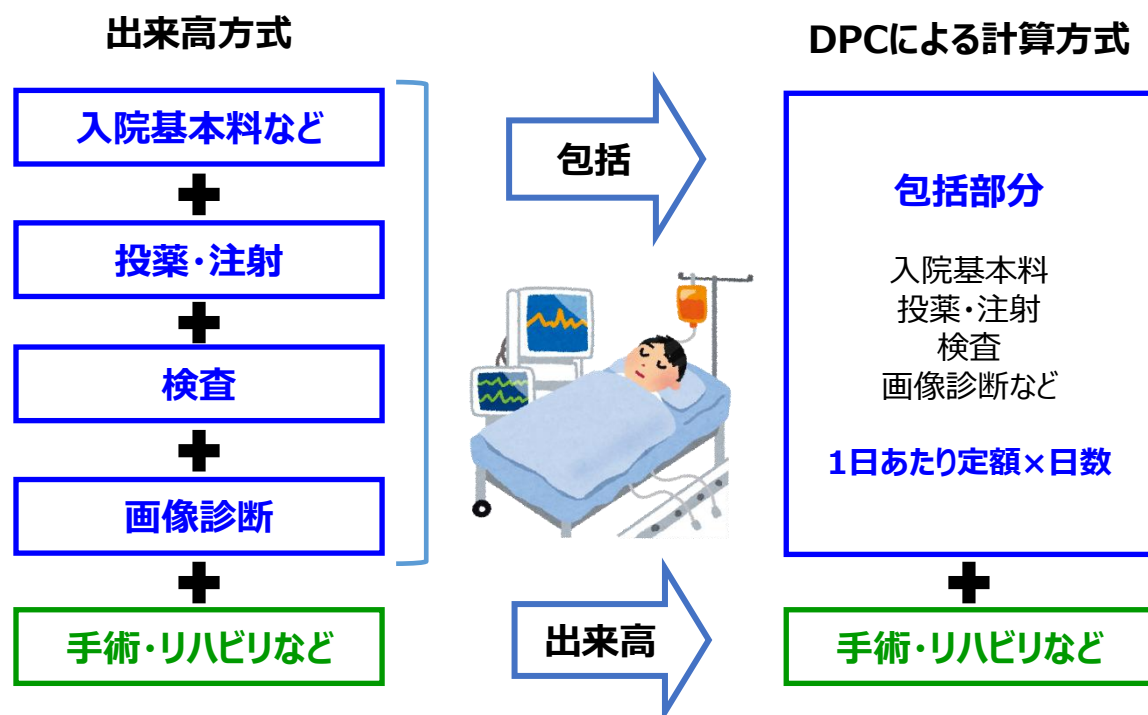 出来高方式
入院基本料など
+
投薬・注射
+
検査
+
画像診断
+
手術・リハビリなど
包括
出来高
DPCによる計算方式
包括部分
入院基本料
投薬・注射
検査
画像診断など
1日あたり定額×日数
+
手術・リハビリなど